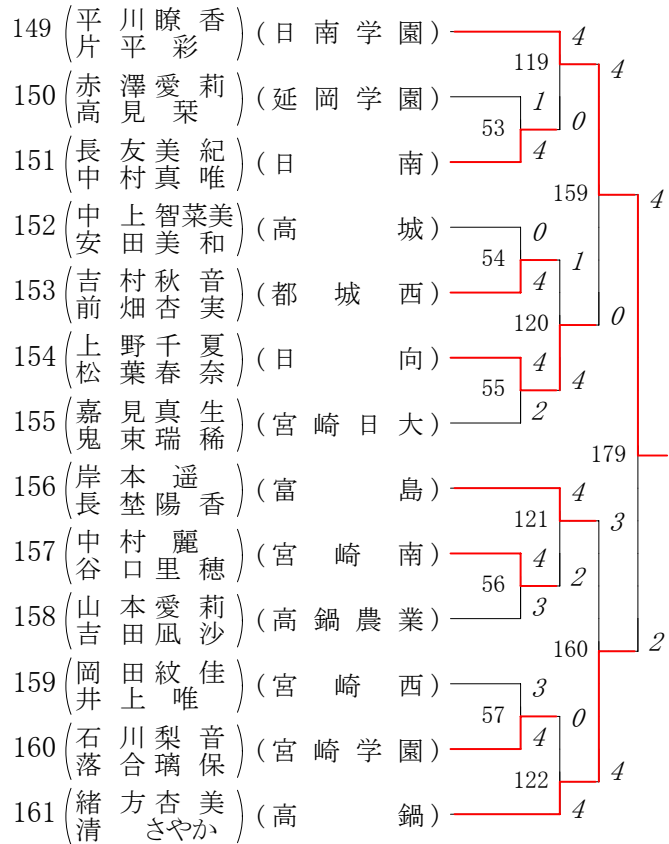 149 (平川瞭香 片平彩) (日南学園) 4
119 4
150 (赤澤愛莉 高見栞) (延岡学園) 1
53 0
151 (長友美紀 中村真唯) (日南) 4
159 4
152 (中上智菜美 安田美和) (高城) 0
54 1
153 (吉村秋音 前畑杏実) (都城西) 4
120 0
154 (上野千夏 松葉春奈) (日向) 4
55 4
155 (嘉見真生 鬼束瑞稀) (宮崎日大) 2
179
156 (岸本遥 長埜陽香) (富島) 4
121 3
157 (中村麗 谷口里穂) (宮崎南) 4
56 2
158 (山本愛莉 吉田凪沙) (高鍋農業) 3
160 2
159 (岡田紋佳 井上唯) (宮崎西) 3
57 0
160 (石川梨音 落合璃保) (宮崎学園) 4
122 4
161 (緒方杏美 清さやか) (高鍋) 4